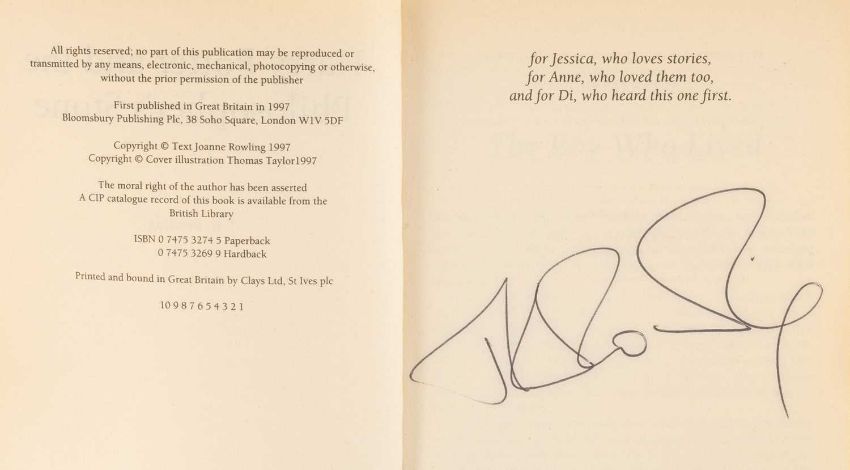 All rights reserved; no part of this publication may be reproduced or
transmitted by any means, electronic, mechanical, photocopying or otherwise,
without the prior permission of the publisher
First published in Great Britain in 1997
Bloomsbury Publishing Plc, 38 Soho Square, London W1V 5DF
Copyright © Text Joanne Rowling 1997
Copyright © Cover illustration Thomas Taylor1997
The moral right of the author has been asserted
A CIP catalogue record of this book is available from the
British Library
ISBN 0 7475 3274 5 Paperback
0 7475 3269 9 Hardback
Printed and bound in Great Britain by Clays Ltd, St Ives plc
10 9 8 7 6 5 4 3 2 1
for Jessica, who loves stories,
for Anne, who loved them too,
and for Di, who heard this one first.